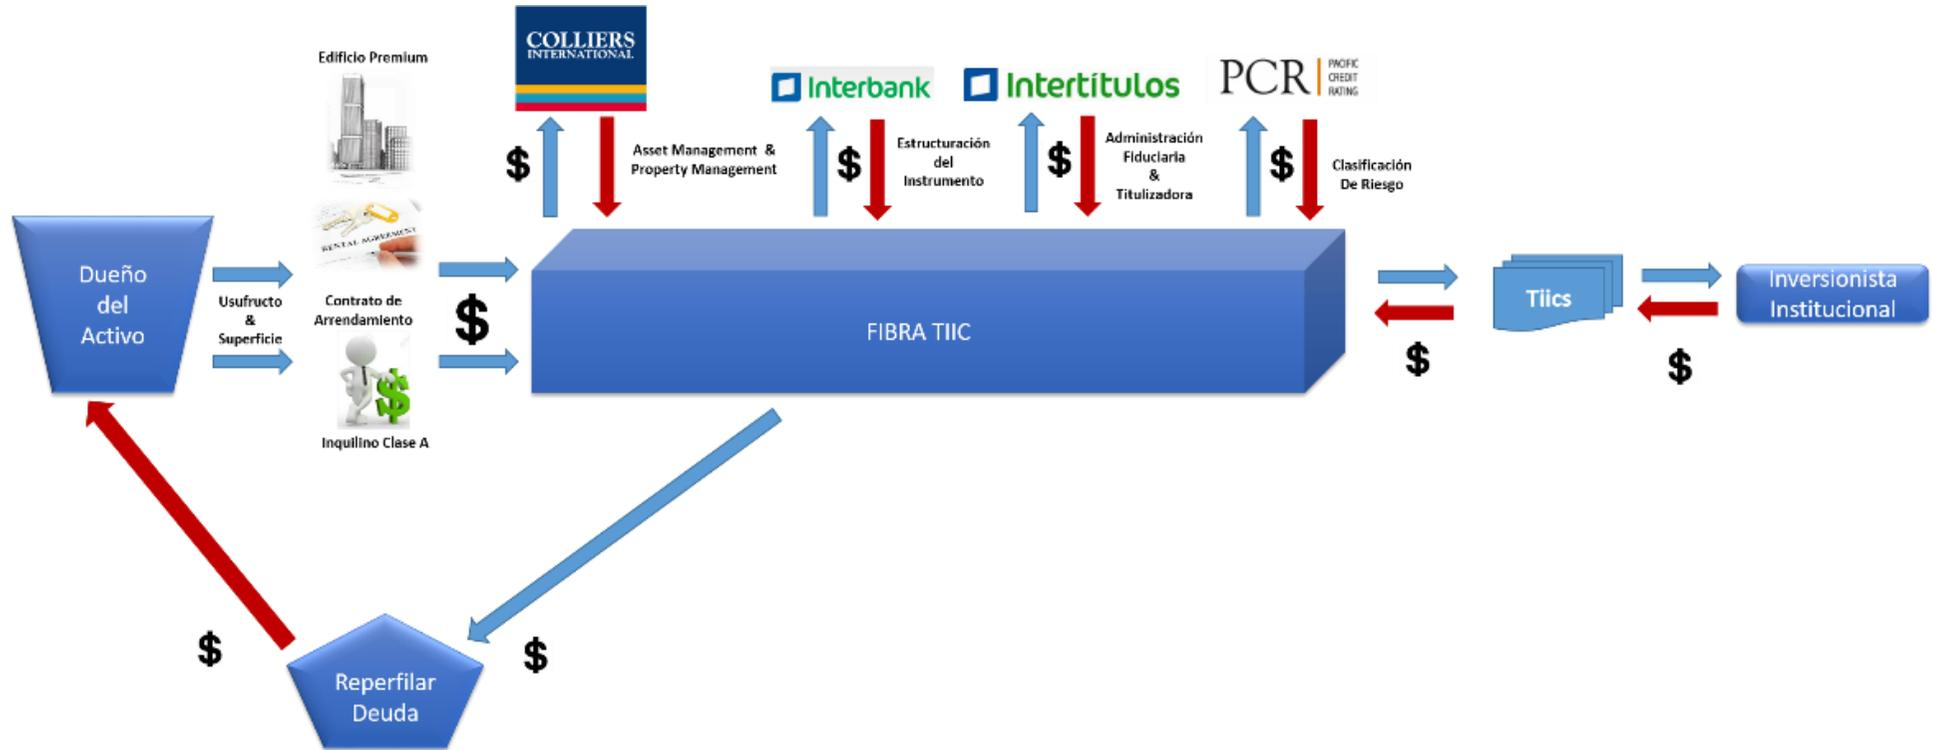 Edificio Premium
COLLIERS
INTERNATIONAL
Interbank
Intertítulos
PCR
PACIFIC
CREDIT
RATING
$
Asset Management &
Property Management
$
Estructuración
del
Instrumento
$
Administración
Fiduciaria
&
Titulizadora
$
Clasificación
De Riesgo
RENTAL AGREEMENT
Dueño
del
Activo
Usufructo
&
Superficie
Contrato de
Arrendamiento
$
$
Inquilino Clase A
FIBRA TIIC
$
Tiics
$
Inversionista
Institucional
$
$
Reperfilar
Deuda